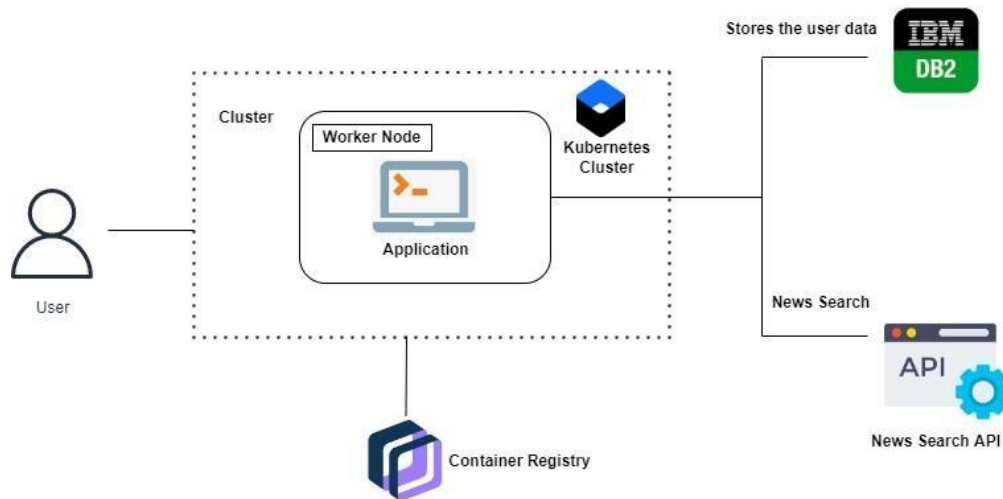 Stores the user data
IBM
DB2
Cluster
Worker Node
Kubernetes
Cluster
Application
User
News Search
API
News Search API
Container Registry